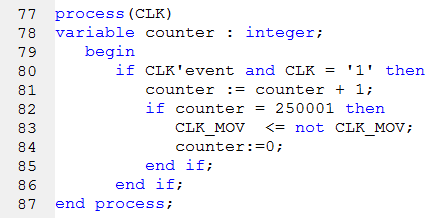 77 process(CLK)
78 variable counter : integer;
79    begin
80       if CLK'event and CLK = '1' then
81          counter := counter + 1;
82          if counter = 250001 then
83             CLK_MOV  <= not CLK_MOV;
84             counter:=0;
85          end if;
86       end if;
87 end process;